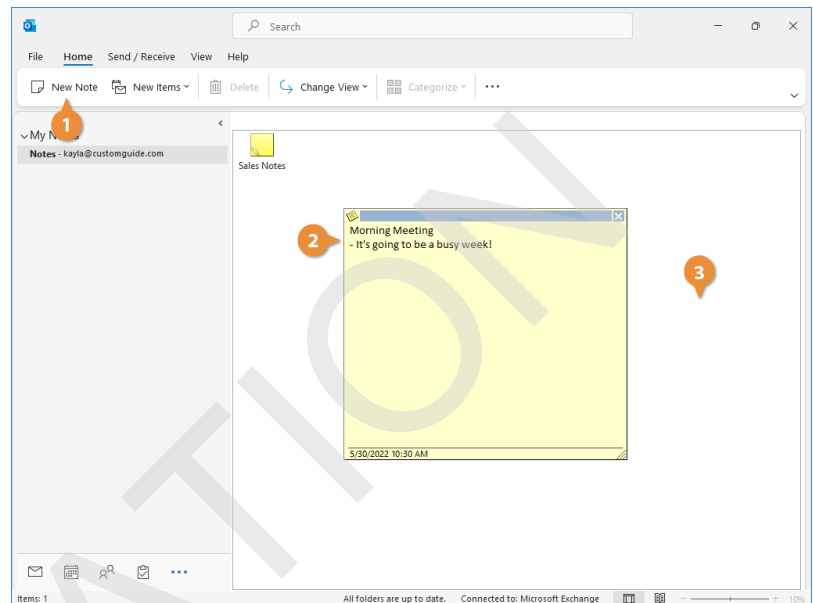 Search
File Home Send / Receive View Help
New Note New Items Delete Change View Categorize
1
My
Notes - kayla@customguide.com
Sales Notes
Morning Meeting
2
- It's going to be a busy week!
3
5/30/2022 10:30 AM
Items: 1 All folders are up to date. Connected to: Microsoft Exchange 10%